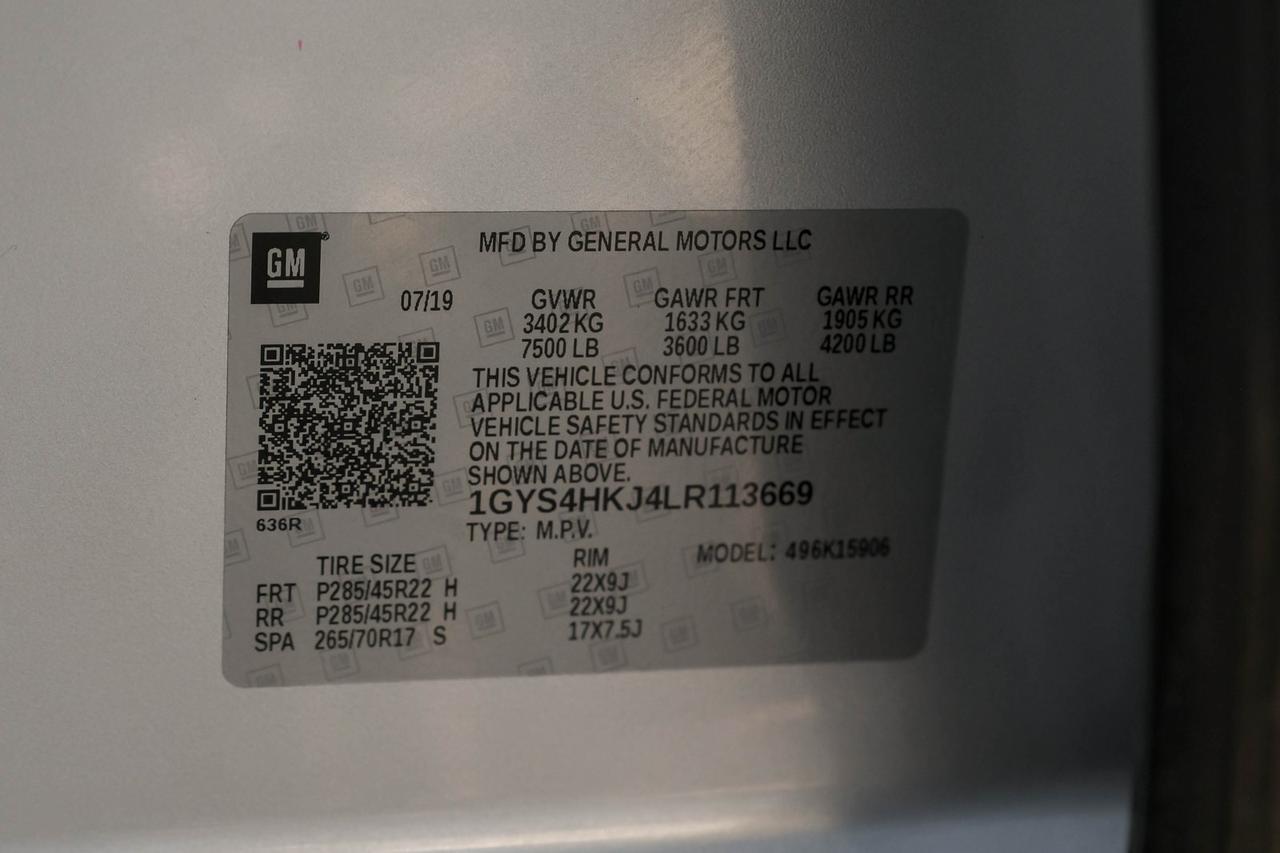 GM
MFD BY GENERAL MOTORS LLC
07/19 GVWR GAWR FRT GAWR RR
3402 KG 1633 KG 1905 KG
7500 LB 3600 LB 4200 LB
THIS VEHICLE CONFORMS TO ALL
APPLICABLE U.S. FEDERAL MOTOR
VEHICLE SAFETY STANDARDS IN EFFECT
ON THE DATE OF MANUFACTURE
SHOWN ABOVE.
1GYS4HKJ4LR113669
636R
TYPE: M.P.V.
MODEL: 496K15906
TIRE SIZE RIM
FRT P285/45R22 H 22X9J
RR P285/45R22 H 22X9J
SPA 265/70R17 S 17X7.5J